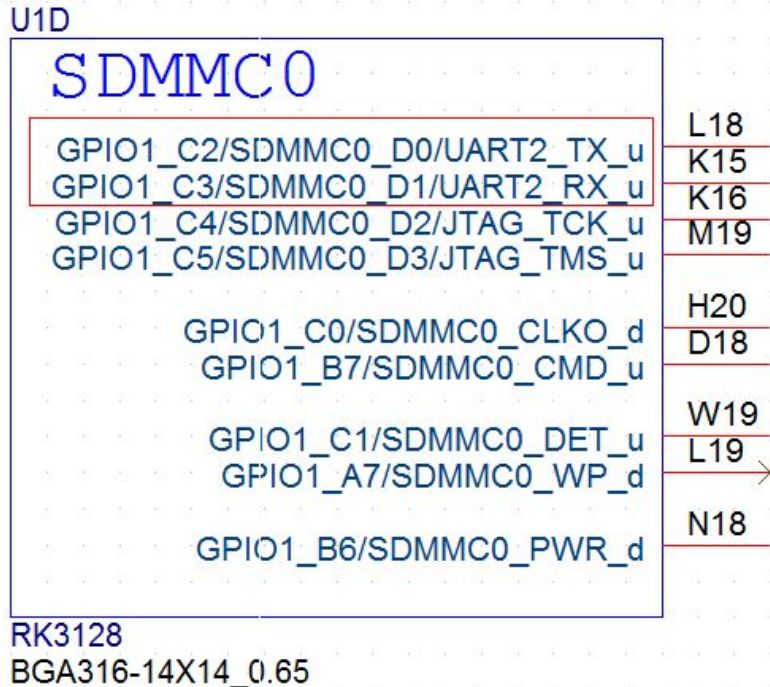 U1D
SDMMC0
GPIO1_C2/SDMMC0_D0/UART2_TX_u L18
GPIO1_C3/SDMMC0_D1/UART2_RX_u K15
GPIO1_C4/SDMMC0_D2/JTAG_TCK_u K16
GPIO1_C5/SDMMC0_D3/JTAG_TMS_u M19
GPIO1_C0/SDMMC0_CLKO_d H20
GPIO1_B7/SDMMC0_CMD_u D18
GPIO1_C1/SDMMC0_DET_u W19
GPIO1_A7/SDMMC0_WP_d L19
GPIO1_B6/SDMMC0_PWR_d N18
RK3128
BGA316-14X14_0.65